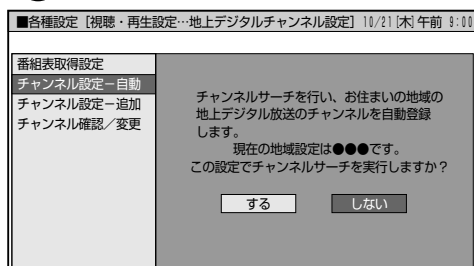 ■各種設定［視聴・再生設定…地上デジタルチャンネル設定］ 10/21[木]午前 9:00
番組表取得設定
チャンネル設定－自動
チャンネル設定－追加
チャンネル確認／変更
チャンネルサーチを行い、お住まいの地域の
地上デジタル放送のチャンネルを自動登録
します。
現在の地域設定は●●●です。
この設定でチャンネルサーチを実行しますか？
する しない